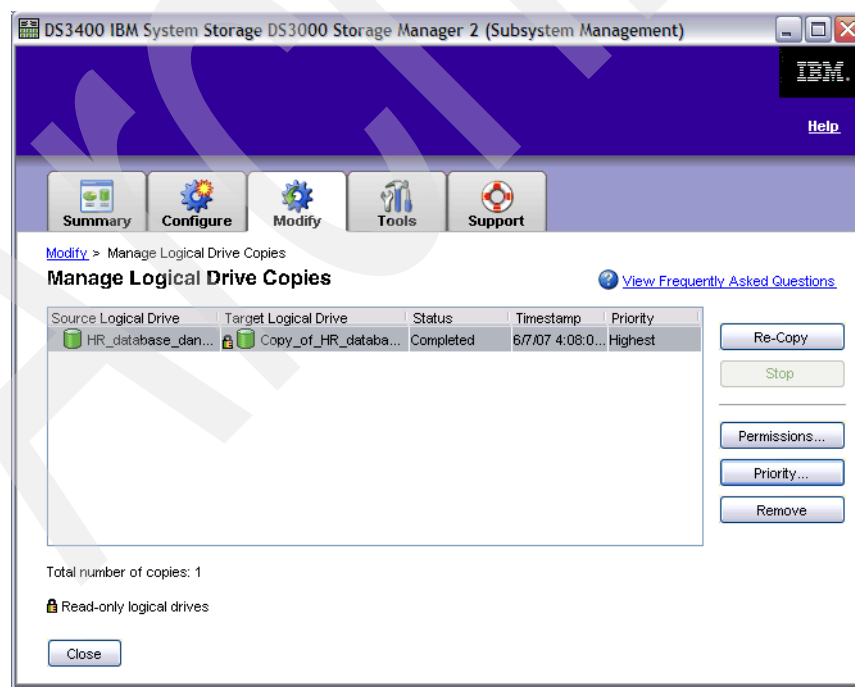 DS3400 IBM System Storage DS3000 Storage Manager 2 (Subsystem Management)
IBM.
Help
Summary Configure Modify Tools Support
Modify > Manage Logical Drive Copies
Manage Logical Drive Copies
View Frequently Asked Questions
Source Logical Drive Target Logical Drive Status Timestamp Priority
HR_database_dan... Copy_of_HR_databa... Completed 6/7/07 4:08:0... Highest
Re-Copy
Stop
Permissions...
Priority...
Remove
Total number of copies: 1
Read-only logical drives
Close